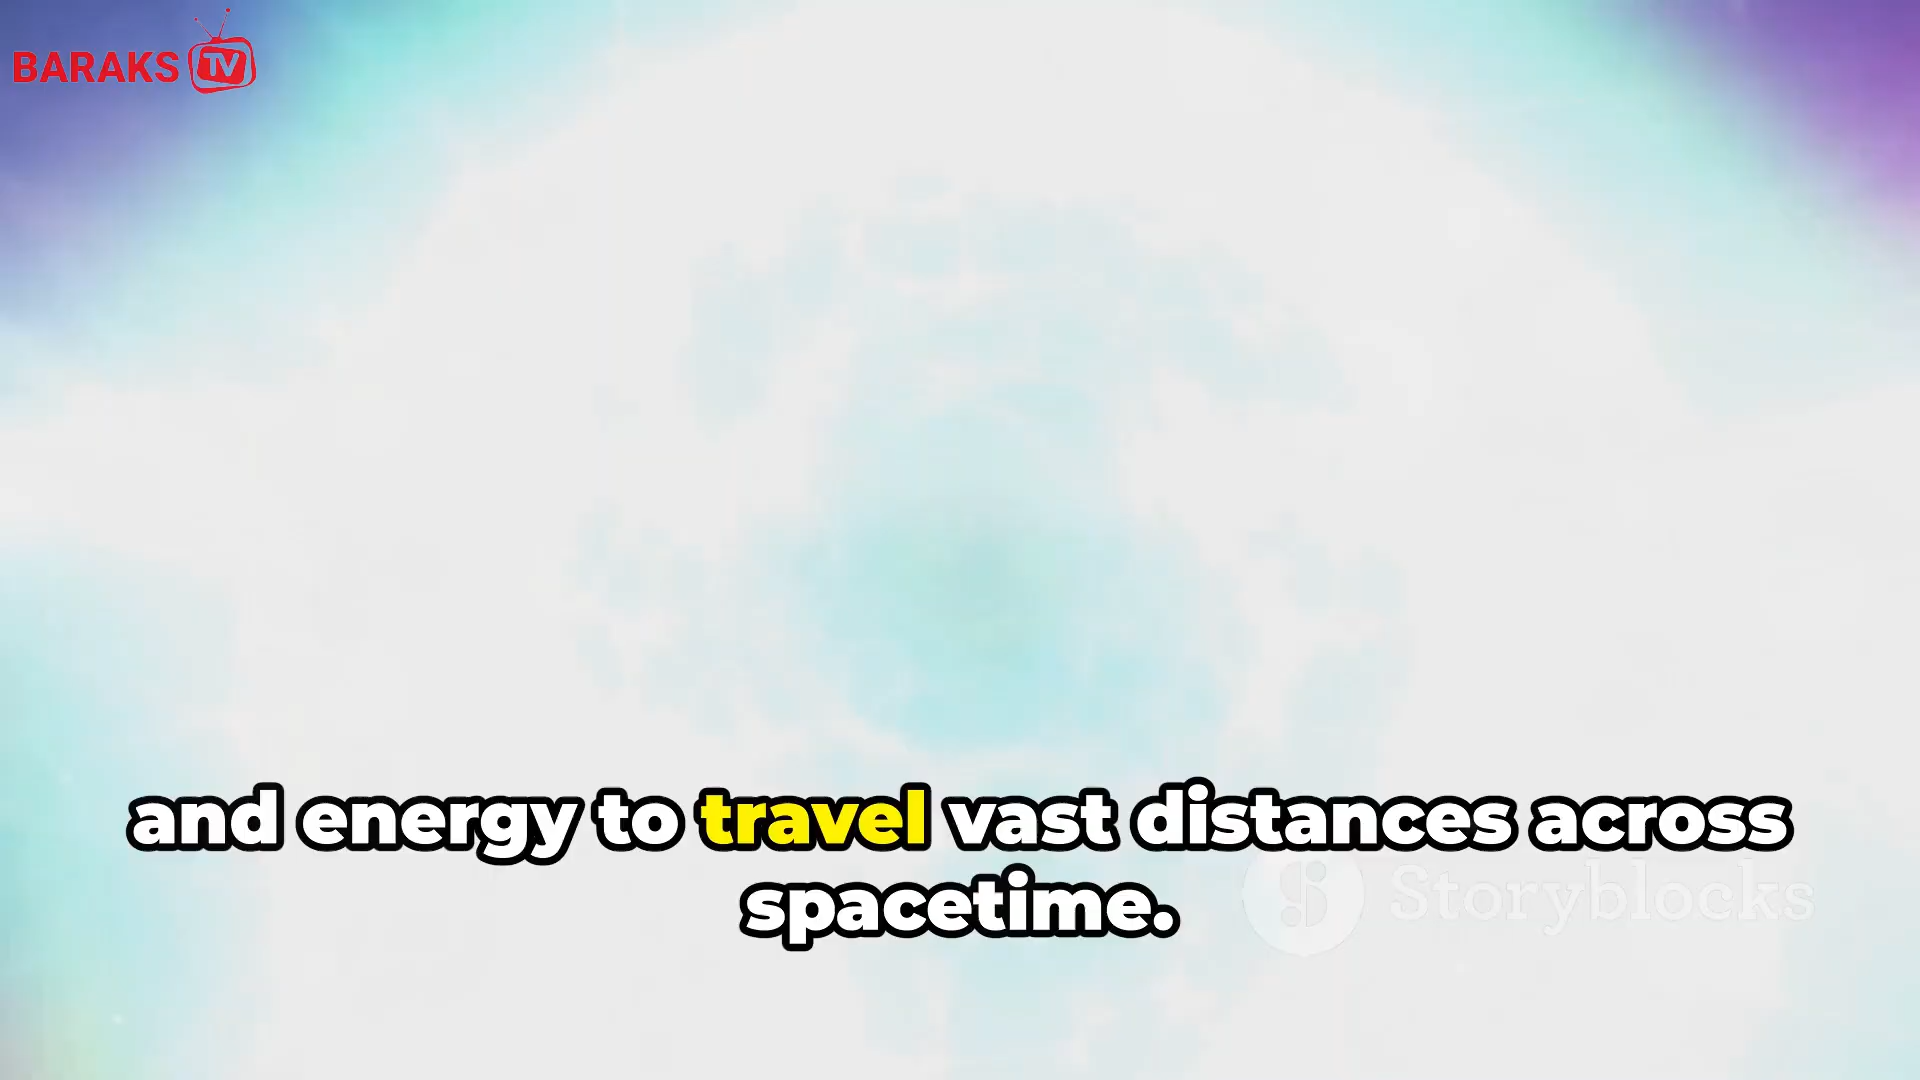 BARAKS TV
and energy to travel vast distances across
spacetime.
Storyblocks